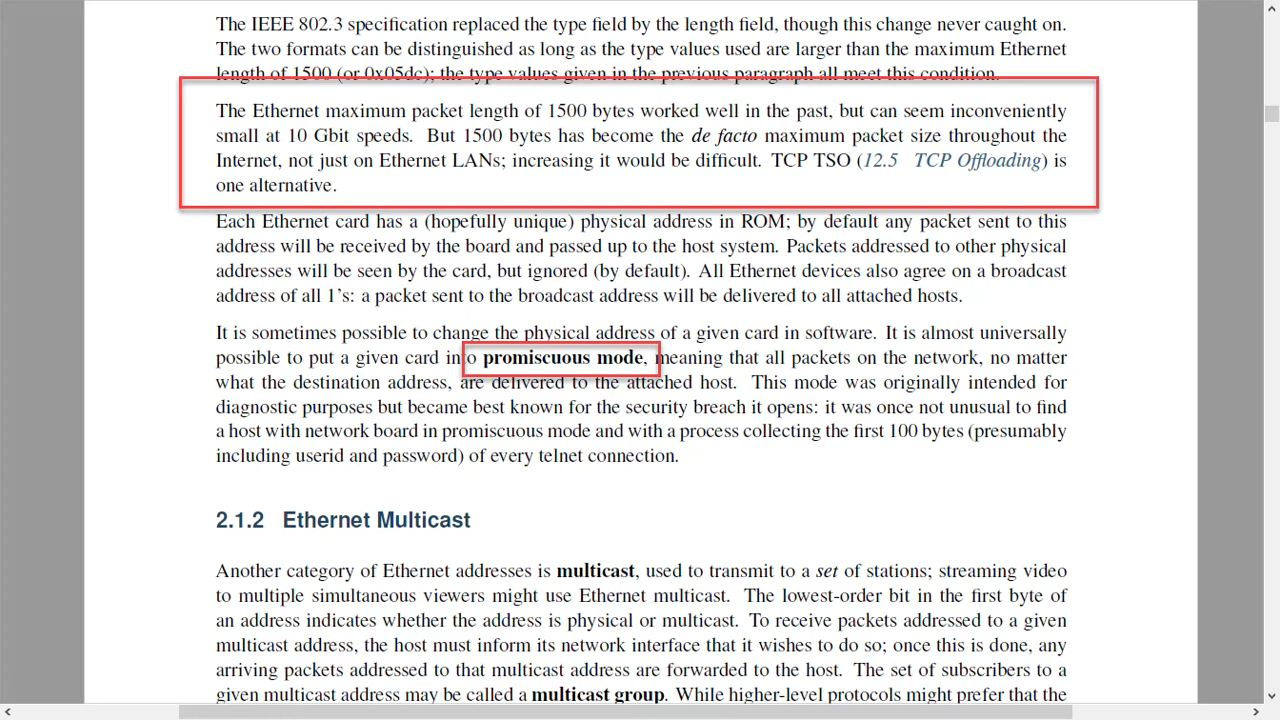 The IEEE 802.3 specification replaced the type field by the length field, though this change never caught on.
The two formats can be distinguished as long as the type values used are larger than the maximum Ethernet
length of 1500 (or 0x05dc); the type values given in the previous paragraph all meet this condition.
The Ethernet maximum packet length of 1500 bytes worked well in the past, but can seem inconveniently
small at 10 Gbit speeds. But 1500 bytes has become the de facto maximum packet size throughout the
Internet, not just on Ethernet LANs; increasing it would be difficult. TCP TSO (12.5 TCP Offloading) is
one alternative.
Each Ethernet card has a (hopefully unique) physical address in ROM; by default any packet sent to this
address will be received by the board and passed up to the host system. Packets addressed to other physical
addresses will be seen by the card, but ignored (by default). All Ethernet devices also agree on a broadcast
address of all 1's: a packet sent to the broadcast address will be delivered to all attached hosts.
It is sometimes possible to change the physical address of a given card in software. It is almost universally
possible to put a given card into promiscuous mode, meaning that all packets on the network, no matter
what the destination address, are delivered to the attached host. This mode was originally intended for
diagnostic purposes but became best known for the security breach it opens: it was once not unusual to find
a host with network board in promiscuous mode and with a process collecting the first 100 bytes (presumably
including userid and password) of every telnet connection.
2.1.2 Ethernet Multicast
Another category of Ethernet addresses is multicast, used to transmit to a set of stations; streaming video
to multiple simultaneous viewers might use Ethernet multicast. The lowest-order bit in the first byte of
an address indicates whether the address is physical or multicast. To receive packets addressed to a given
multicast address, the host must inform its network interface that it wishes to do so; once this is done, any
arriving packets addressed to that multicast address are forwarded to the host. The set of subscribers to a
given multicast address may be called a multicast group. While higher-level protocols might prefer that the